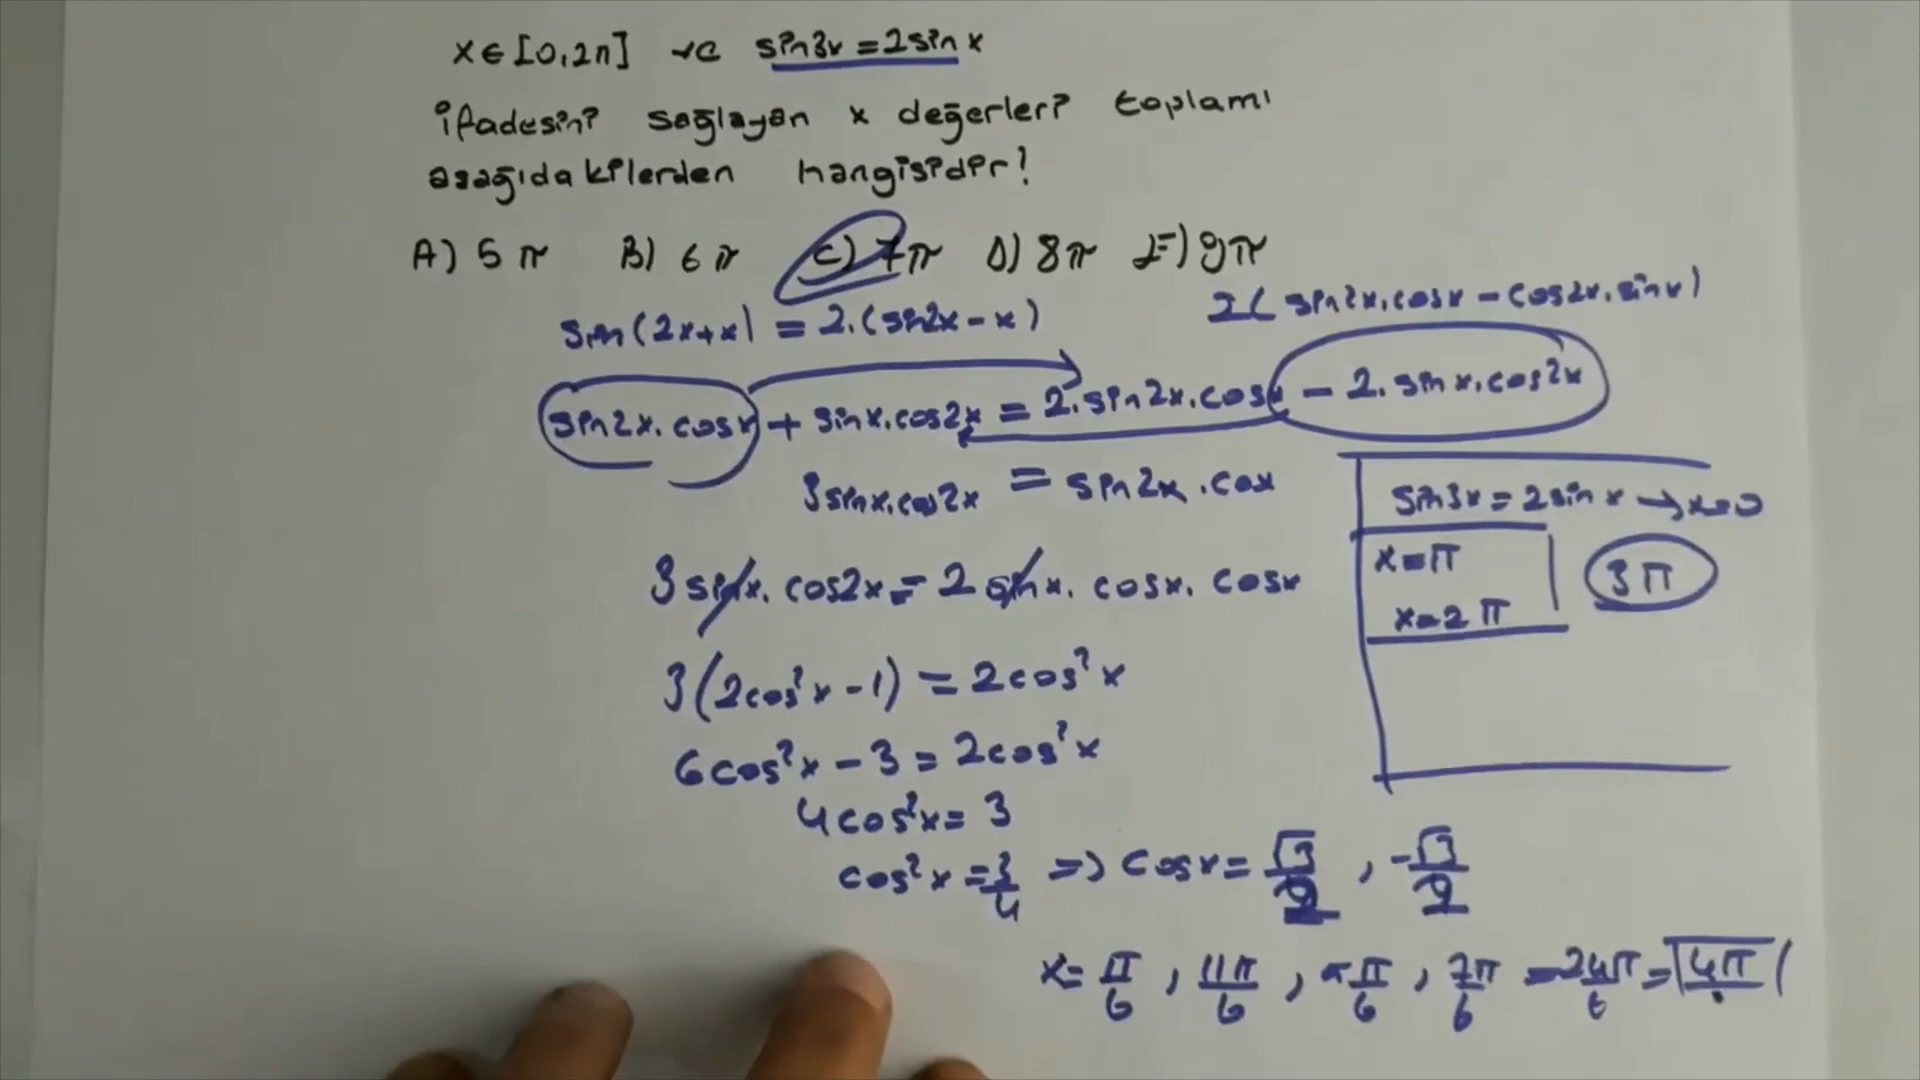 x∈[0,2π] ve sin3x=2sinx
ifadesini sağlayan x değerleri toplamı
aşağıdakilerden hangisidir?
A) 5π B) 6π C) 7π D) 8π E) 9π
sin(2x+x) = 2.(sin2x-x)
2(sin2x.cosx-cos2x.sinx)
sin2x.cosx + sinx.cos2x = 2.sin2x.cosx - 2.sinx.cos2x
3sinx.cos2x = sin2x.cosx
3sinx.cos2x = 2sinx.cosx.cosx
3(2cos²x-1) = 2cos²x
6cos²x-3=2cos²x
4cos²x=3
cos²x=3/4 => cosx=√3/2, -√3/2
x=π/6, 11π/6, 5π/6, 7π/6 = 24π/6 = 4π
sin3x=2sinx → x=0
x=π
x=2π
3π